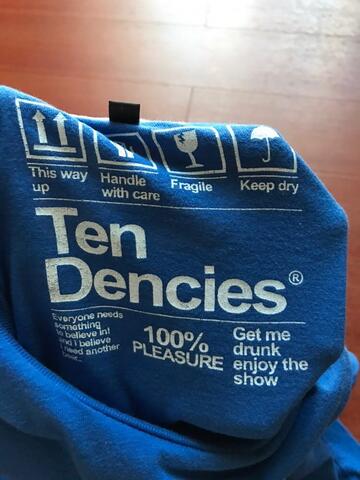 This way
up
Handle
with care
Fragile
Keep dry
Ten
Dencies®
Everyone needs
something
to believe in!
and I believe
I need another
beer...
100%
PLEASURE
Get me
drunk
enjoy the
show